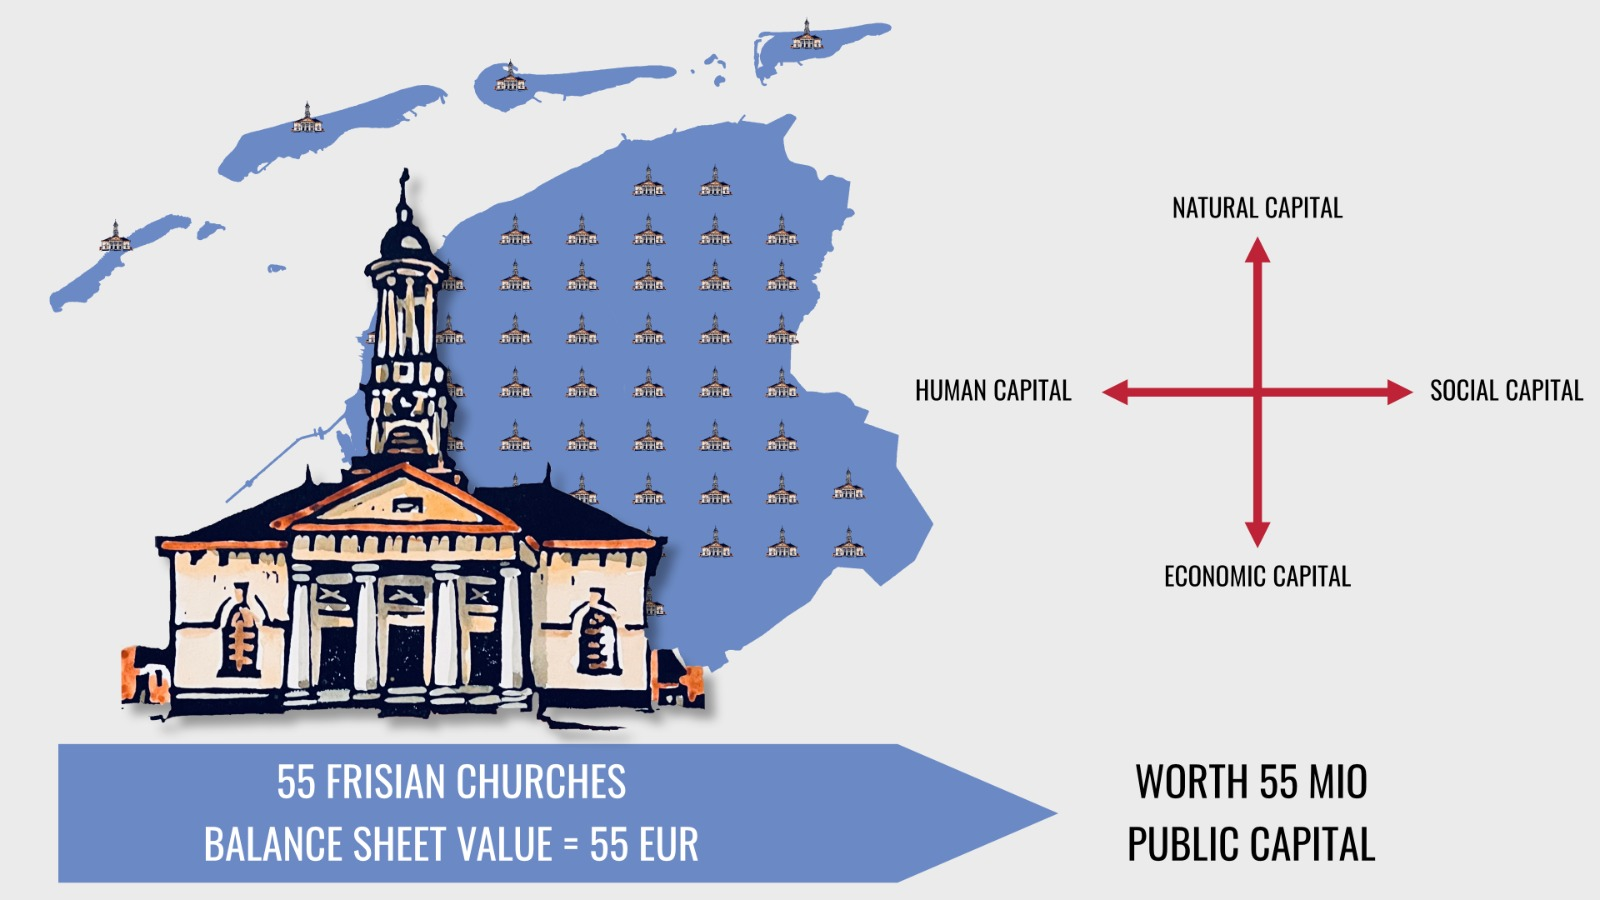 NATURAL CAPITAL
HUMAN CAPITAL
SOCIAL CAPITAL
ECONOMIC CAPITAL
55 FRISIAN CHURCHES
BALANCE SHEET VALUE = 55 EUR
WORTH 55 MIO
PUBLIC CAPITAL